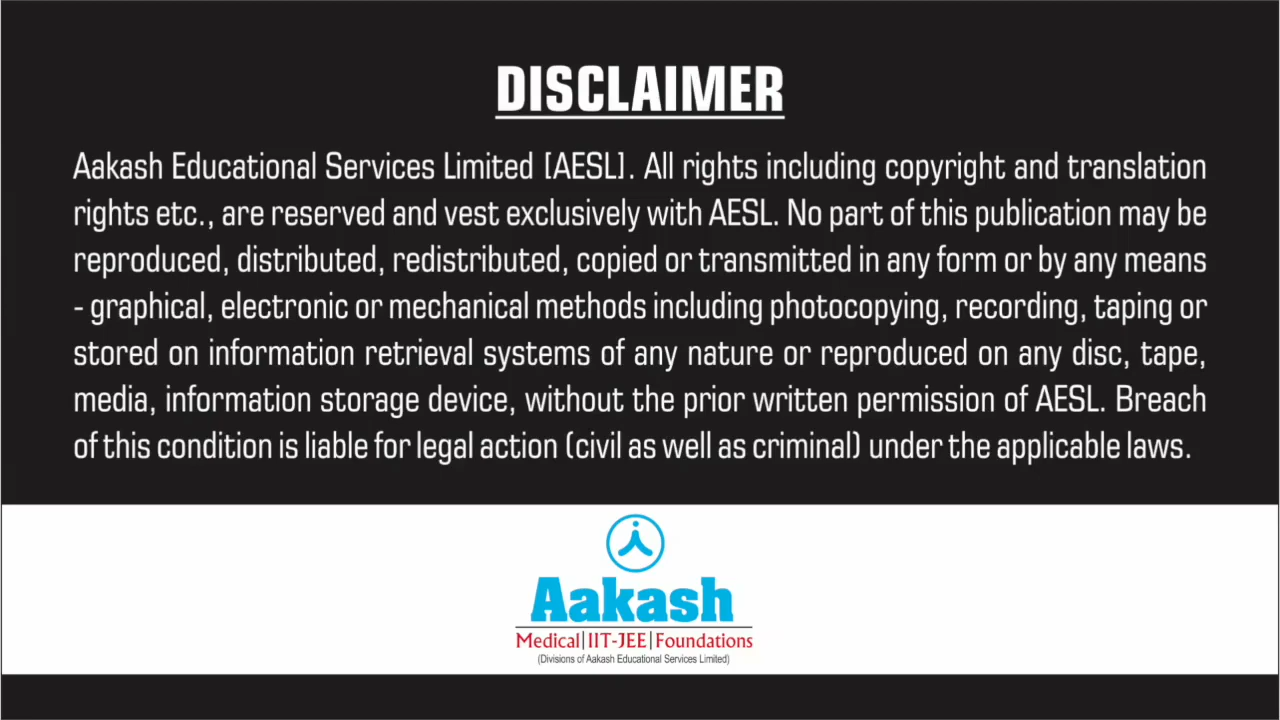 DISCLAIMER
Aakash Educational Services Limited [AESL]. All rights including copyright and translation
rights etc., are reserved and vest exclusively with AESL. No part of this publication may be
reproduced, distributed, redistributed, copied or transmitted in any form or by any means
- graphical, electronic or mechanical methods including photocopying, recording, taping or
stored on information retrieval systems of any nature or reproduced on any disc, tape,
media, information storage device, without the prior written permission of AESL. Breach
of this condition is liable for legal action (civil as well as criminal) under the applicable laws.
Aakash
Medical|IIT-JEE|Foundations
(Divisions of Aakash Educational Services Limited)